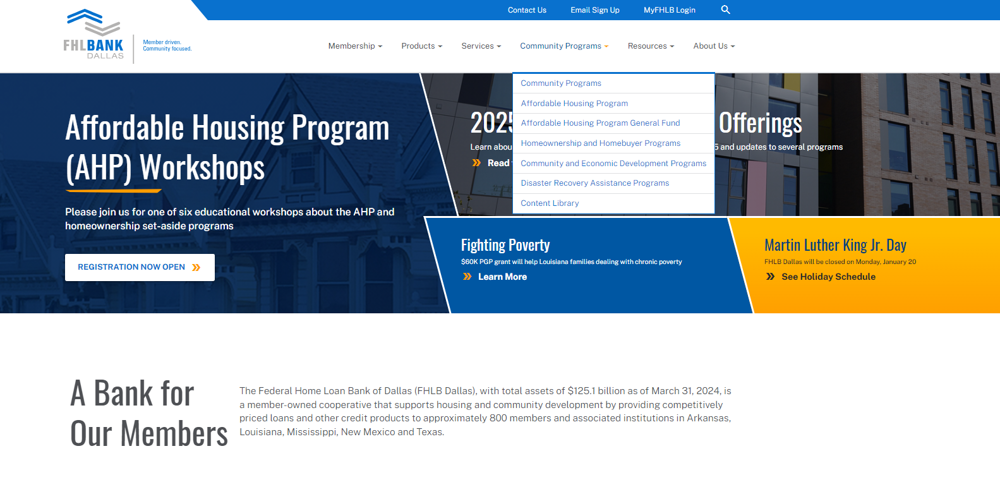 Contact Us
Email Sign Up
MyFHLB Login
FHLBANK
DALLAS
Member driven.
Community focused.
Membership
Products
Services
Community Programs
Resources
About Us
Community Programs
Affordable Housing Program
Affordable Housing Program General Fund
Homeownership and Homebuyer Programs
Community and Economic Development Programs
Disaster Recovery Assistance Programs
Content Library
Affordable Housing Program
(AHP) Workshops
Please join us for one of six educational workshops about the AHP and
homeownership set-aside programs
REGISTRATION NOW OPEN
2025 Offerings
Learn 5 and updates to several programs
Read
Fighting Poverty
$60K PGP grant will help Louisiana families dealing with chronic poverty
Learn More
Martin Luther King Jr. Day
FHLB Dallas will be closed on Monday, January 20
See Holiday Schedule
A Bank for
Our Members
The Federal Home Loan Bank of Dallas (FHLB Dallas), with total assets of $125.1 billion as of March 31, 2024, is
a member-owned cooperative that supports housing and community development by providing competitively
priced loans and other credit products to approximately 800 members and associated institutions in Arkansas,
Louisiana, Mississippi, New Mexico and Texas.